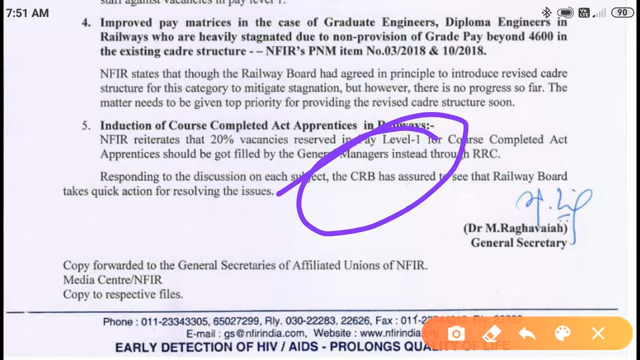 7:51 AM
90
staff against vacancies in pay level 1.
4. Improved pay matrices in the case of Graduate Engineers, Diploma Engineers in
Railways who are heavily stagnated due to non-provision of Grade Pay beyond 4600 in
the existing cadre structure - – NFIR's PNM item No.03/2018 & 10/2018.
NFIR states that though the Railway Board had agreed in principle to introduce revised cadre
structure for this category to mitigate stagnation, but however, there is no progress so far. The
matter needs to be given top priority for providing the revised cadre structure soon.
5. Induction of Course Completed Act Apprentices in Railways:-
NFIR reiterates that 20% vacancies reserved in Pay Level-1 for Course Completed Act
Apprentices should be got filled by the General Managers instead through RRC.
Responding to the discussion on each subject, the CRB has assured to see that Railway Board
takes quick action for resolving the issues.
(Dr M.Raghavaiah)
General Secretary
Copy forwarded to the General Secretaries of Affiliated Unions of NFIR.
Media Centre/NFIR
Copy to respective files.
Phone : 011-23343305, 65027299, Rly. 030-22283, 22626, Fax : 011-
E-mail : gs@nfirindia.com, Website : www.nfirindia.org
EARLY DETECTION OF HIV / AIDS - PROLONGS QUALITY OF LIFE